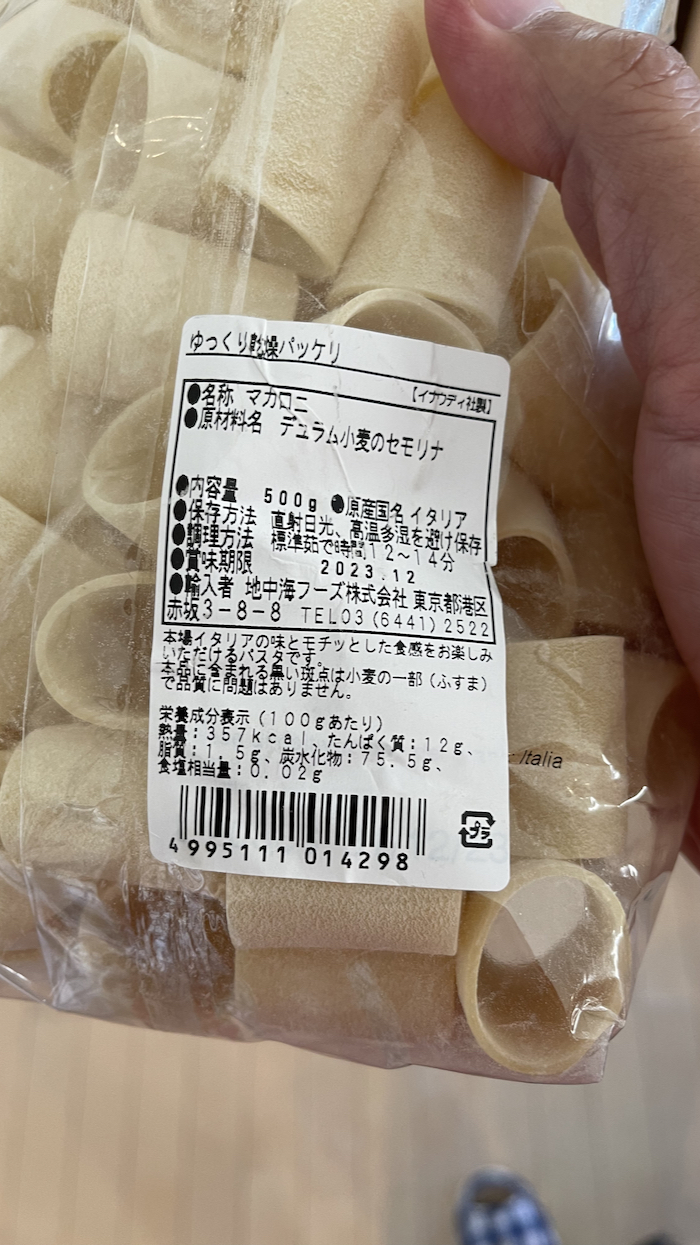 ゆっくり乾燥パッケリ
【イナウディ社製】
●名称 マカロニ
●原材料名 デュラム小麦のセモリナ
●内容量 500g ●原産国名 イタリア
●保存方法 直射日光、高温多湿を避け保存
●調理方法 標準茹で時間12~14分
●賞味期限 2023.12
●輸入者 地中海フーズ株式会社 東京都港区
赤坂3-8-8 TEL03(6441)2522
本場イタリアの味とモチッとした食感をお楽しみ
いただけるパスタです。
本品に含まれる黒い斑点は小麦の一部(ふすま)
で品質に問題はありません。
栄養成分表示(100gあたり)
熱量:357kcal、たんぱく質:12g、
脂質:1.5g、炭水化物:75.5g、
食塩相当量:0.02g
4995111014298
プラ
Italia